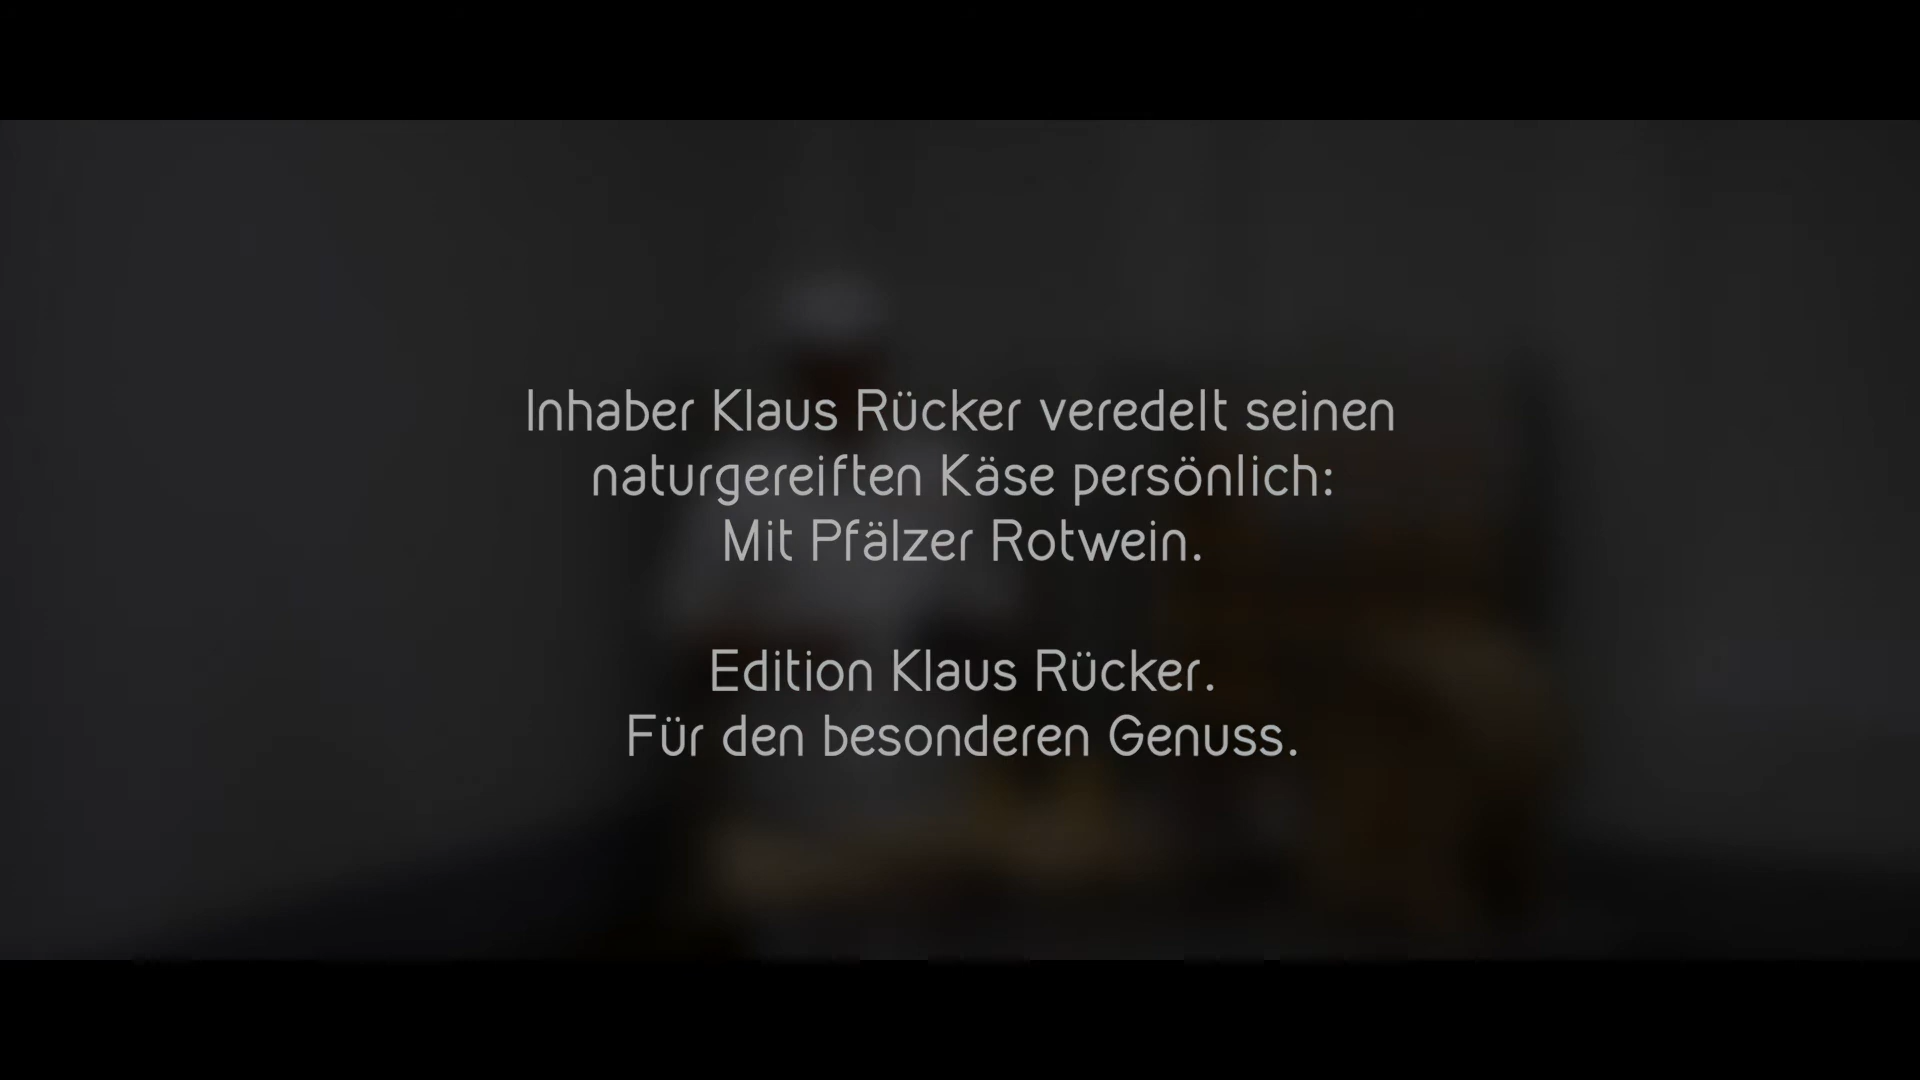 Inhaber Klaus Rücker veredelt seinen
naturgereiften Käse persönlich:
Mit Pfälzer Rotwein.
Edition Klaus Rücker.
Für den besonderen Genuss.